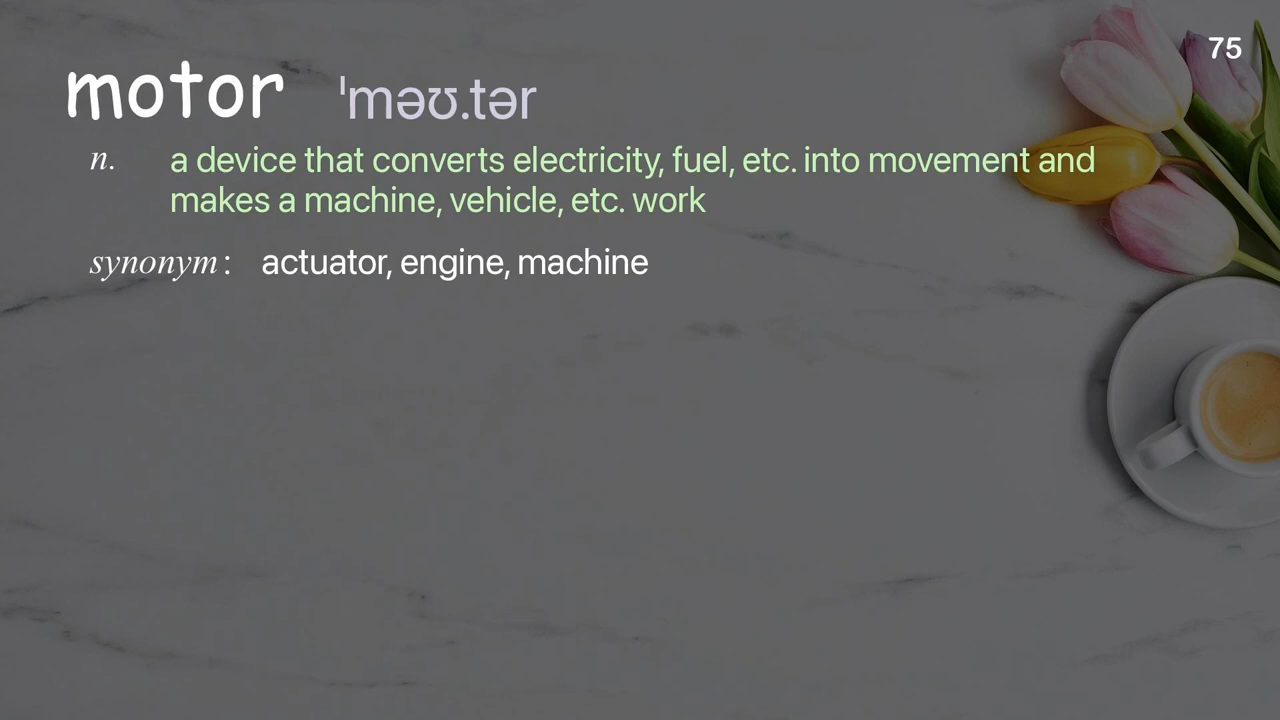 75
motor ˈməʊ.tər
n. a device that converts electricity, fuel, etc. into movement and
makes a machine, vehicle, etc. work
synonym : actuator, engine, machine